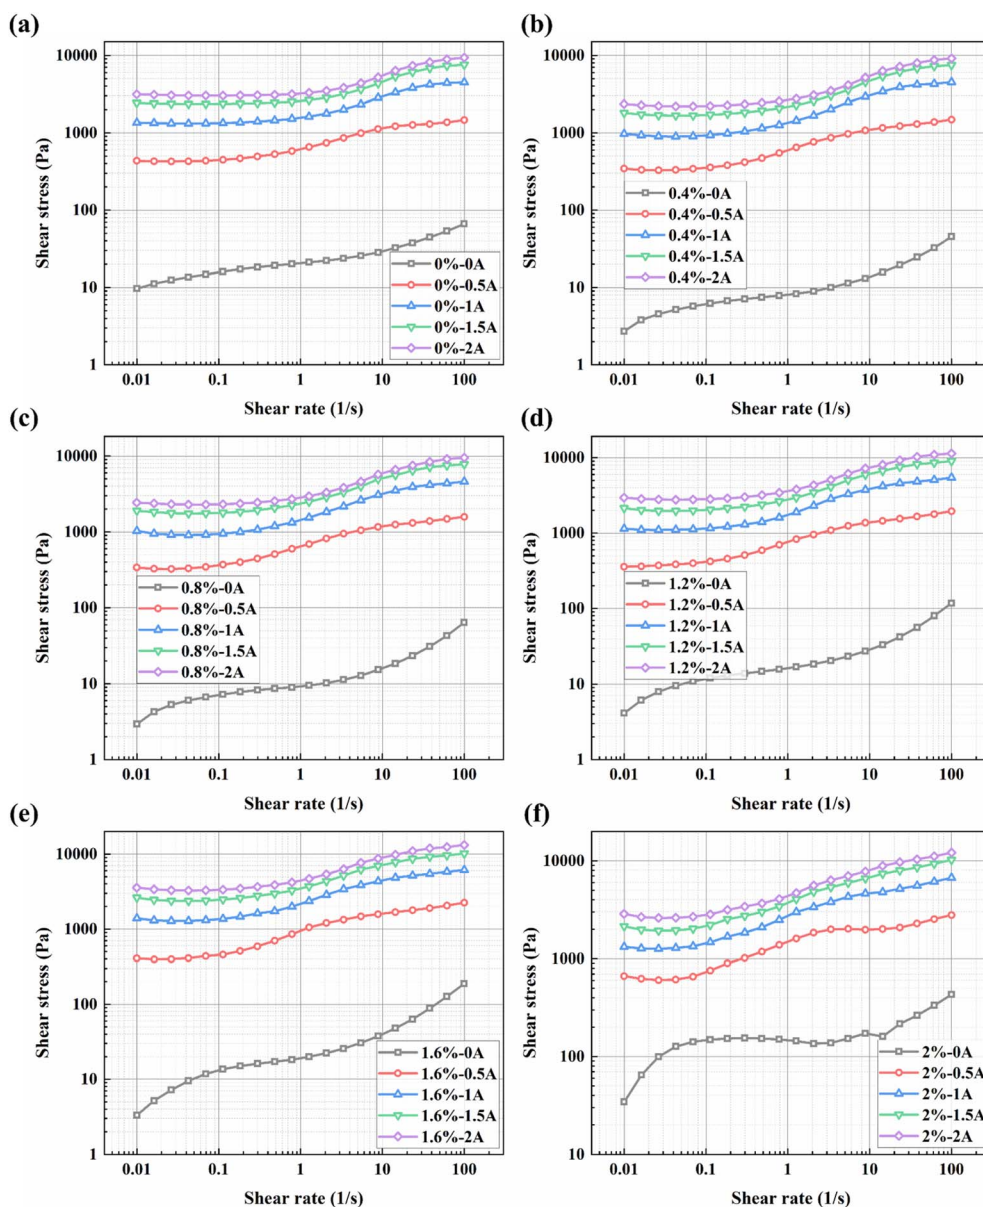 (a)
Shear stress (Pa)
10000
1000
100
10
1
0%-0A
0%-0.5A
0%-1A
0%-1.5A
0%-2A
0.01 0.1 1 10 100
Shear rate (1/s)
(b)
Shear stress (Pa)
10000
1000
100
10
1
0.4%-0A
0.4%-0.5A
0.4%-1A
0.4%-1.5A
0.4%-2A
0.01 0.1 1 10 100
Shear rate (1/s)
(c)
Shear stress (Pa)
10000
1000
100
10
1
0.8%-0A
0.8%-0.5A
0.8%-1A
0.8%-1.5A
0.8%-2A
0.01 0.1 1 10 100
Shear rate (1/s)
(d)
Shear stress (Pa)
10000
1000
100
10
1
1.2%-0A
1.2%-0.5A
1.2%-1A
1.2%-1.5A
1.2%-2A
0.01 0.1 1 10 100
Shear rate (1/s)
(e)
Shear stress (Pa)
10000
1000
100
10
1
1.6%-0A
1.6%-0.5A
1.6%-1A
1.6%-1.5A
1.6%-2A
0.01 0.1 1 10 100
Shear rate (1/s)
(f)
Shear stress (Pa)
10000
1000
100
10
2%-0A
2%-0.5A
2%-1A
2%-1.5A
2%-2A
0.01 0.1 1 10 100
Shear rate (1/s)